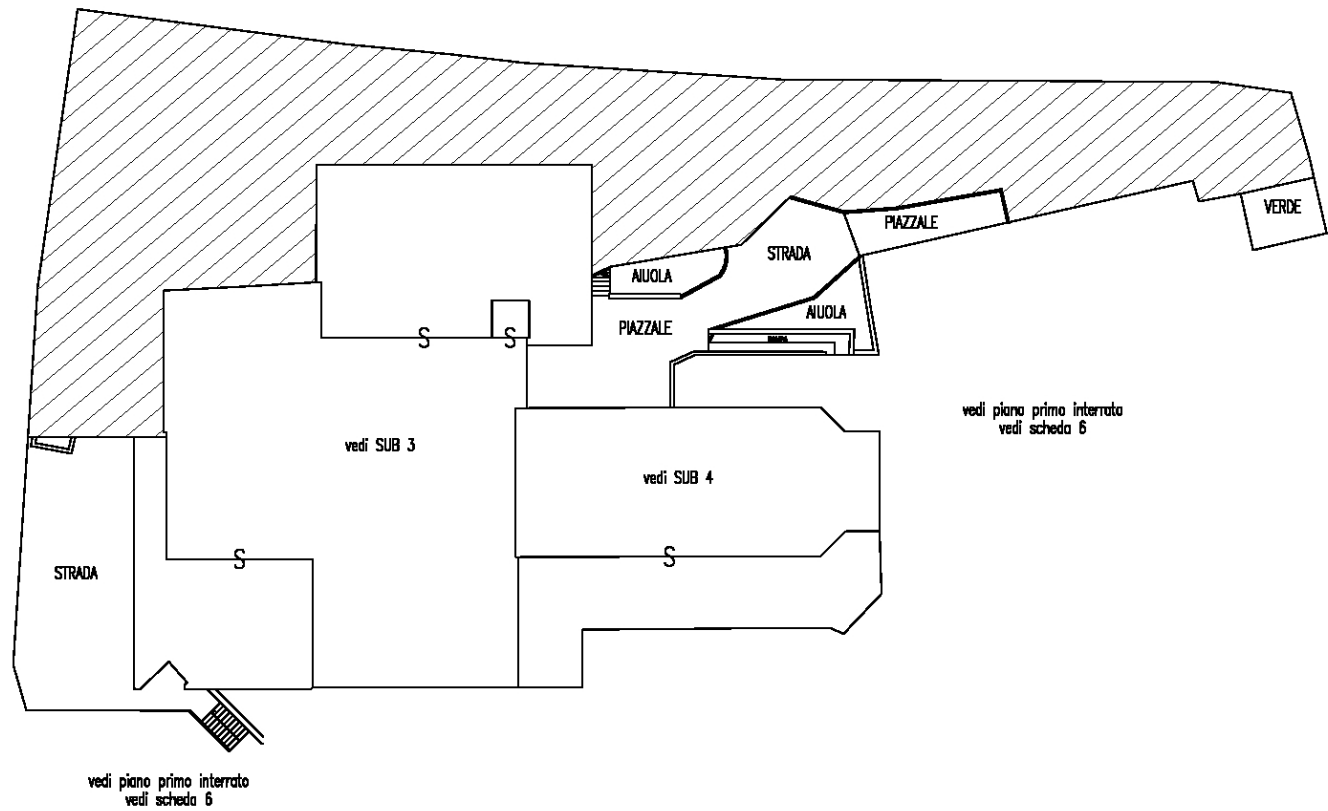 VERDE
PIAZZALE
STRADA
AIUOLA
AIUOLA
PIAZZALE
RAMPA
S
S
vedi piano primo interrato
vedi scheda 6
vedi SUB 3
vedi SUB 4
S
S
STRADA
vedi piano primo interrato
vedi scheda 6